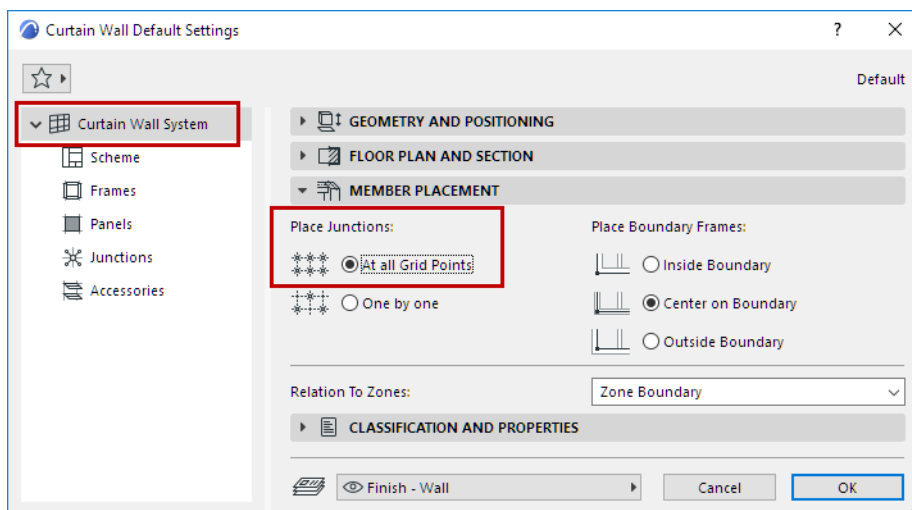 Curtain Wall Default Settings
?
Default
Curtain Wall System
Scheme
Frames
Panels
Junctions
Accessories
GEOMETRY AND POSITIONING
FLOOR PLAN AND SECTION
MEMBER PLACEMENT
Place Junctions:
At all Grid Points
One by one
Place Boundary Frames:
Inside Boundary
Center on Boundary
Outside Boundary
Relation To Zones:
Zone Boundary
CLASSIFICATION AND PROPERTIES
Finish - Wall
Cancel
OK